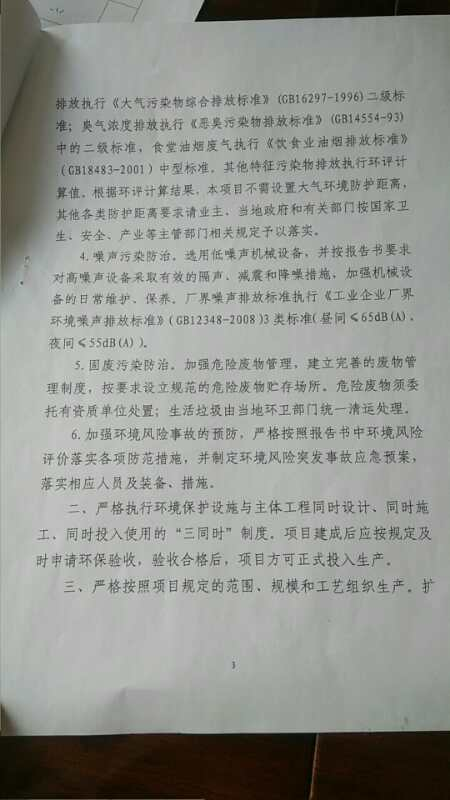 排放执行《大气污染物综合排放标准》(GB16297-1996)二级标
准；臭气浓度排放执行《恶臭污染物排放标准》(GB14554-93)
中的二级标准，食堂油烟废气执行《饮食业油烟排放标准》
（GB18483-2001）中型标准。其他特征污染物排放执行环评计
算值。根据环评计算结果，本项目不需设置大气环境防护距离，
其他各类防护距离要求请业主、当地政府和有关部门按国家卫
生、安全、产业等主管部门相关规定予以落实。
4.噪声污染防治。选用低噪声机械设备，并按报告书要求
对高噪声设备采取有效的隔声、减震和降噪措施，加强机械设
备的日常维护、保养。厂界噪声排放标准执行《工业企业厂界
环境噪声排放标准》(GB12348-2008)3类标准(昼间≤65dB(A)、
夜间≤55dB(A))。
5.固废污染防治。加强危险废物管理，建立完善的废物管
理制度，按要求设立规范的危险废物贮存场所。危险废物须委
托有资质单位处置；生活垃圾由当地环卫部门统一清运处理。
6.加强环境风险事故的预防，严格按照报告书中环境风险
评价落实各项防范措施，并制定环境风险突发事故应急预案，
落实相应人员及装备、措施。
二、严格执行环境保护设施与主体工程同时设计、同时施
工、同时投入使用的“三同时”制度。项目建成后应按规定及
时申请环保验收，验收合格后，项目方可正式投入生产。
三、严格按照项目规定的范围、规模和工艺组织生产。扩
3